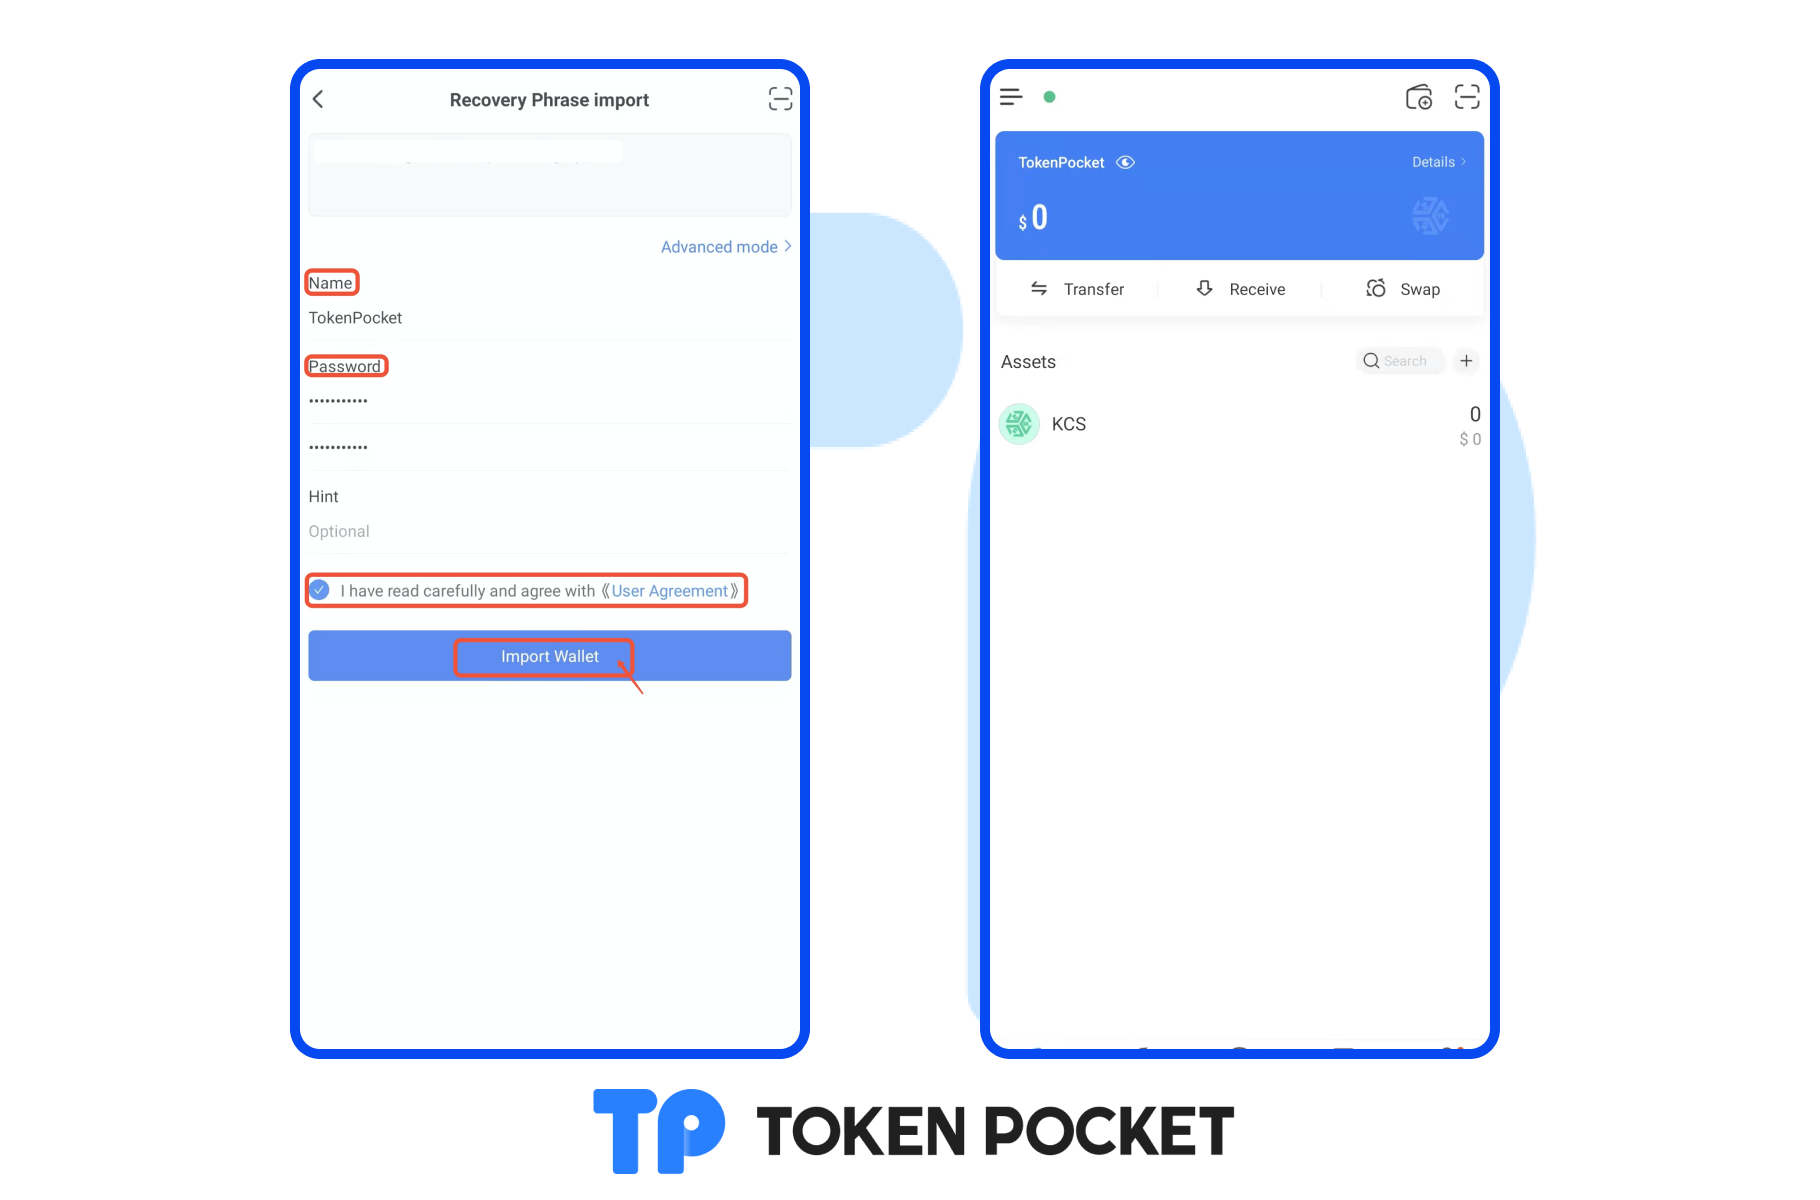 Recovery Phrase import
Advanced mode
Name
TokenPocket
Password
•••••••••••
•••••••••••
Hint
Optional
I have read carefully and agree with《User Agreement》
Import Wallet
TokenPocket
Details
$ 0
Transfer
Receive
Swap
Assets
Search
KCS
0
$ 0
TP TOKEN POCKET